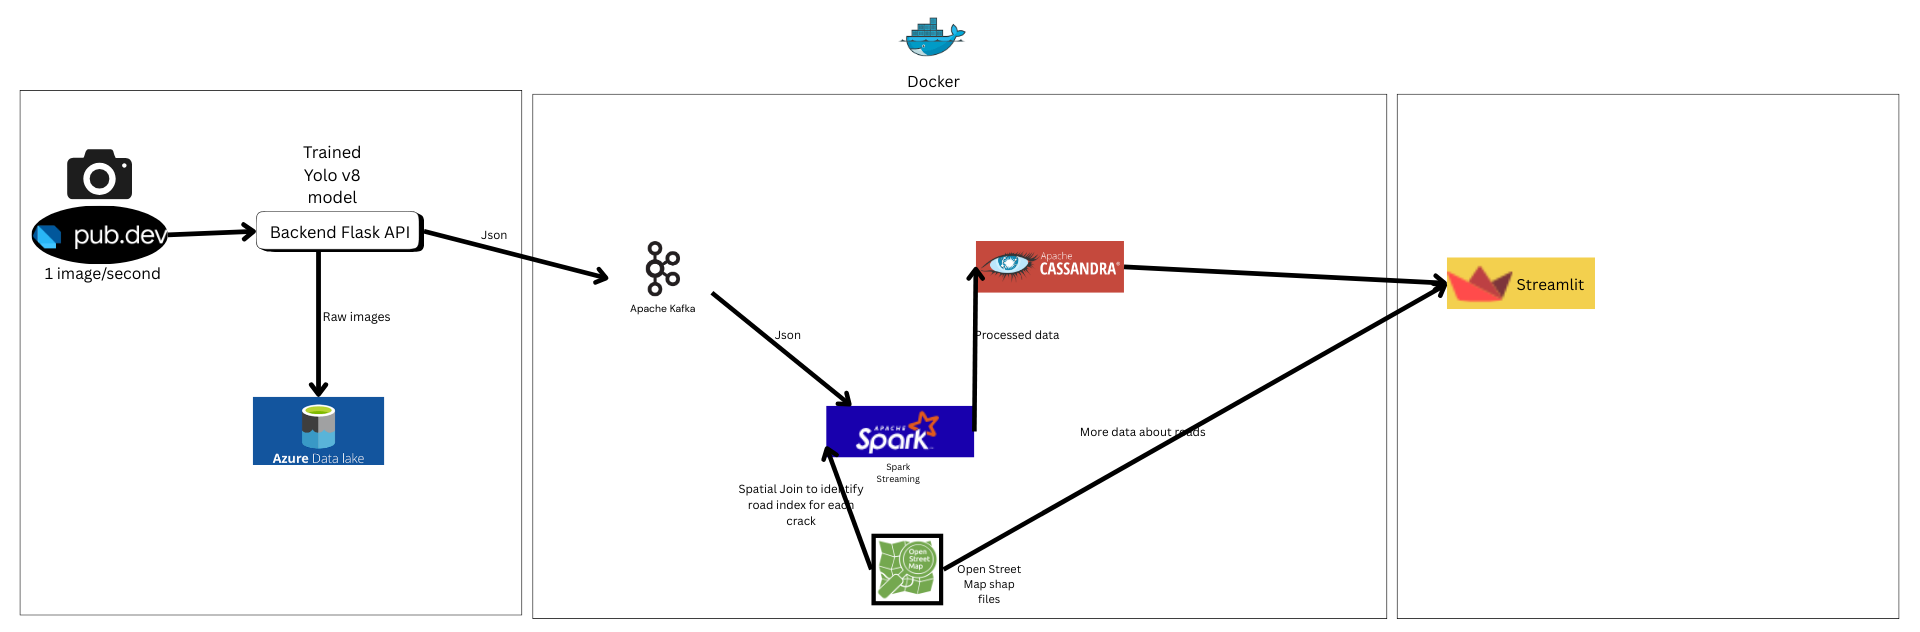 Docker
Trained
Yolo v8
model
pub.dev
1 image/second
Backend Flask API
Json
Raw images
Azure Data lake
Apache Kafka
Json
Apache
CASSANDRA
Processed data
APACHE
Spark
Spark
Streaming
Spatial Join to identify
road index for each
crack
Open
Street
Map
Open Street
Map shap
files
More data about roads
Streamlit